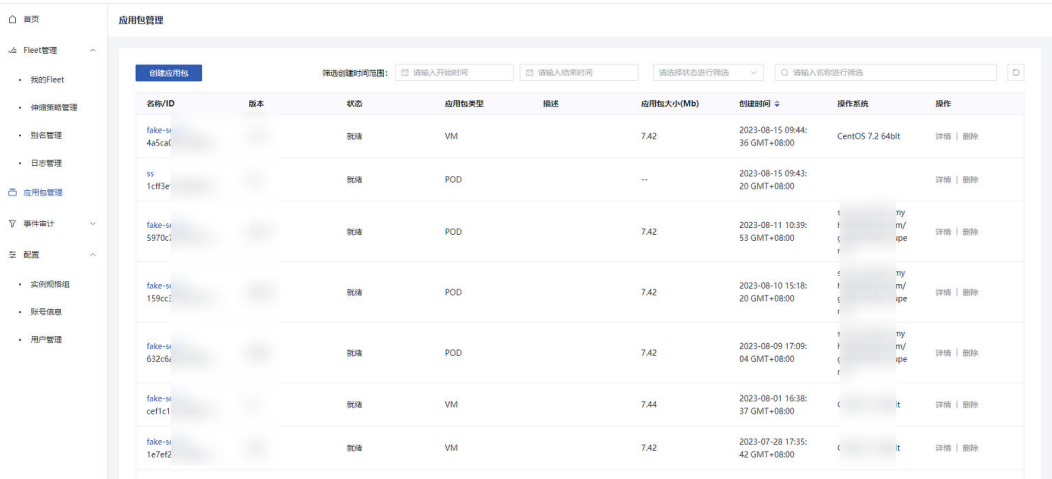 首页
应用包管理
Fleet管理
我的Fleet
伸缩策略管理
别名管理
日志管理
应用包管理
事件审计
配置
实例规格组
账号信息
用户管理
创建应用包 筛选创建时间范围: 请输入开始时间 请输入结束时间 请选择状态进行筛选 请输入名称进行筛选
名称/ID 版本 状态 应用包类型 描述 应用包大小(Mb) 创建时间 操作系统 操作
fake-s 2023-08-15 09:44:
4a5ca0 就绪 VM 7.42 36 GMT+08:00 CentOS 7.2 64bit 详情 | 删除
ss 2023-08-15 09:43:
1cff3e 就绪 POD -- 20 GMT+08:00 详情 | 删除
fake-s 2023-08-11 10:39:
5970c 就绪 POD 7.42 53 GMT+08:00 详情 | 删除
fake-se 2023-08-10 15:18:
159cc 就绪 POD 7.42 20 GMT+08:00 详情 | 删除
fake-se 2023-08-09 17:09:
632c6 就绪 POD 7.42 04 GMT+08:00 详情 | 删除
fake-s 2023-08-01 16:38:
cef1c1 就绪 VM 7.44 37 GMT+08:00 详情 | 删除
fake-s 2023-07-28 17:35:
1e7ef2 就绪 VM 7.42 42 GMT+08:00 详情 | 删除